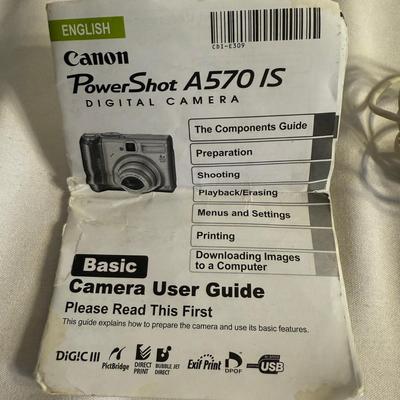 ENGLISH
CDI-E309
Canon
PowerShot A570 IS
DIGITAL CAMERA
The Components Guide
Preparation
Shooting
Playback/Erasing
Menus and Settings
Printing
Downloading Images
to a Computer
Basic
Camera User Guide
Please Read This First
This guide explains how to prepare the camera and use its basic features.
DIGIC III
PictBridge
DIRECT
PRINT
BUBBLE JET
DIRECT
Exif Print
DPOF
USB